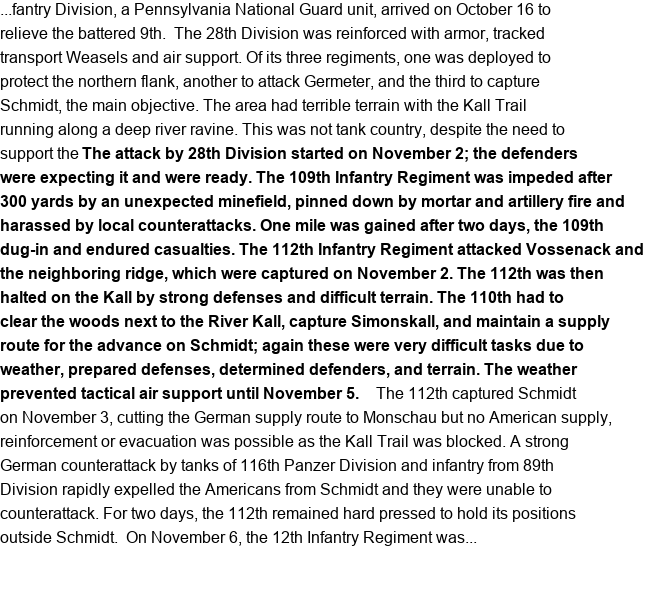 ...fantry Division, a Pennsylvania National Guard unit, arrived on October 16 to
relieve the battered 9th.  The 28th Division was reinforced with armor, tracked
transport Weasels and air support. Of its three regiments, one was deployed to
protect the northern flank, another to attack Germeter, and the third to capture
Schmidt, the main objective. The area had terrible terrain with the Kall Trail
running along a deep river ravine. This was not tank country, despite the need to
support the The attack by 28th Division started on November 2; the defenders
were expecting it and were ready. The 109th Infantry Regiment was impeded after
300 yards by an unexpected minefield, pinned down by mortar and artillery fire and
harassed by local counterattacks. One mile was gained after two days, the 109th
dug-in and endured casualties. The 112th Infantry Regiment attacked Vossenack and
the neighboring ridge, which were captured on November 2. The 112th was then
halted on the Kall by strong defenses and difficult terrain. The 110th had to
clear the woods next to the River Kall, capture Simonskall, and maintain a supply
route for the advance on Schmidt; again these were very difficult tasks due to
weather, prepared defenses, determined defenders, and terrain. The weather
prevented tactical air support until November 5.    The 112th captured Schmidt
on November 3, cutting the German supply route to Monschau but no American supply,
reinforcement or evacuation was possible as the Kall Trail was blocked. A strong
German counterattack by tanks of 116th Panzer Division and infantry from 89th
Division rapidly expelled the Americans from Schmidt and they were unable to
counterattack. For two days, the 112th remained hard pressed to hold its positions
outside Schmidt.  On November 6, the 12th Infantry Regiment was...